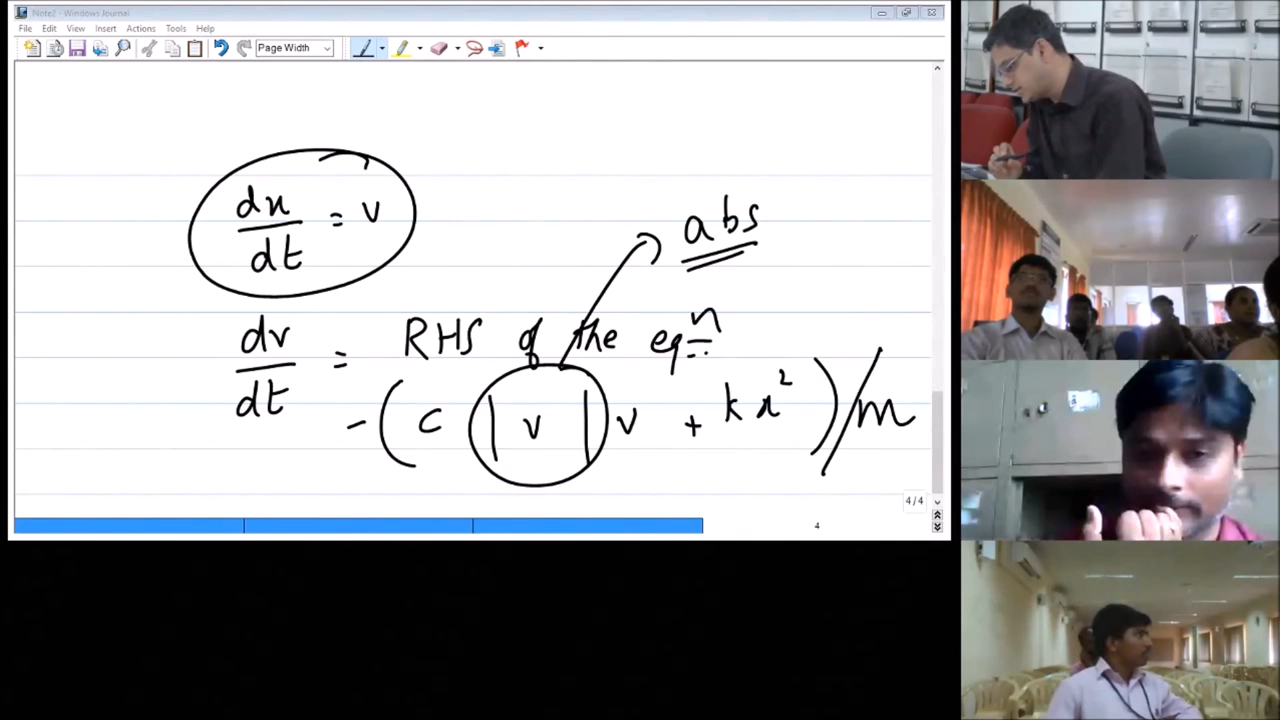 Note2 - Windows Journal
File Edit View Insert Actions Tools Help
Page Width
dx/dt = v
abs
dv/dt = RHS of the eqn
-(c |v| v + kx²)/m
4/4
4